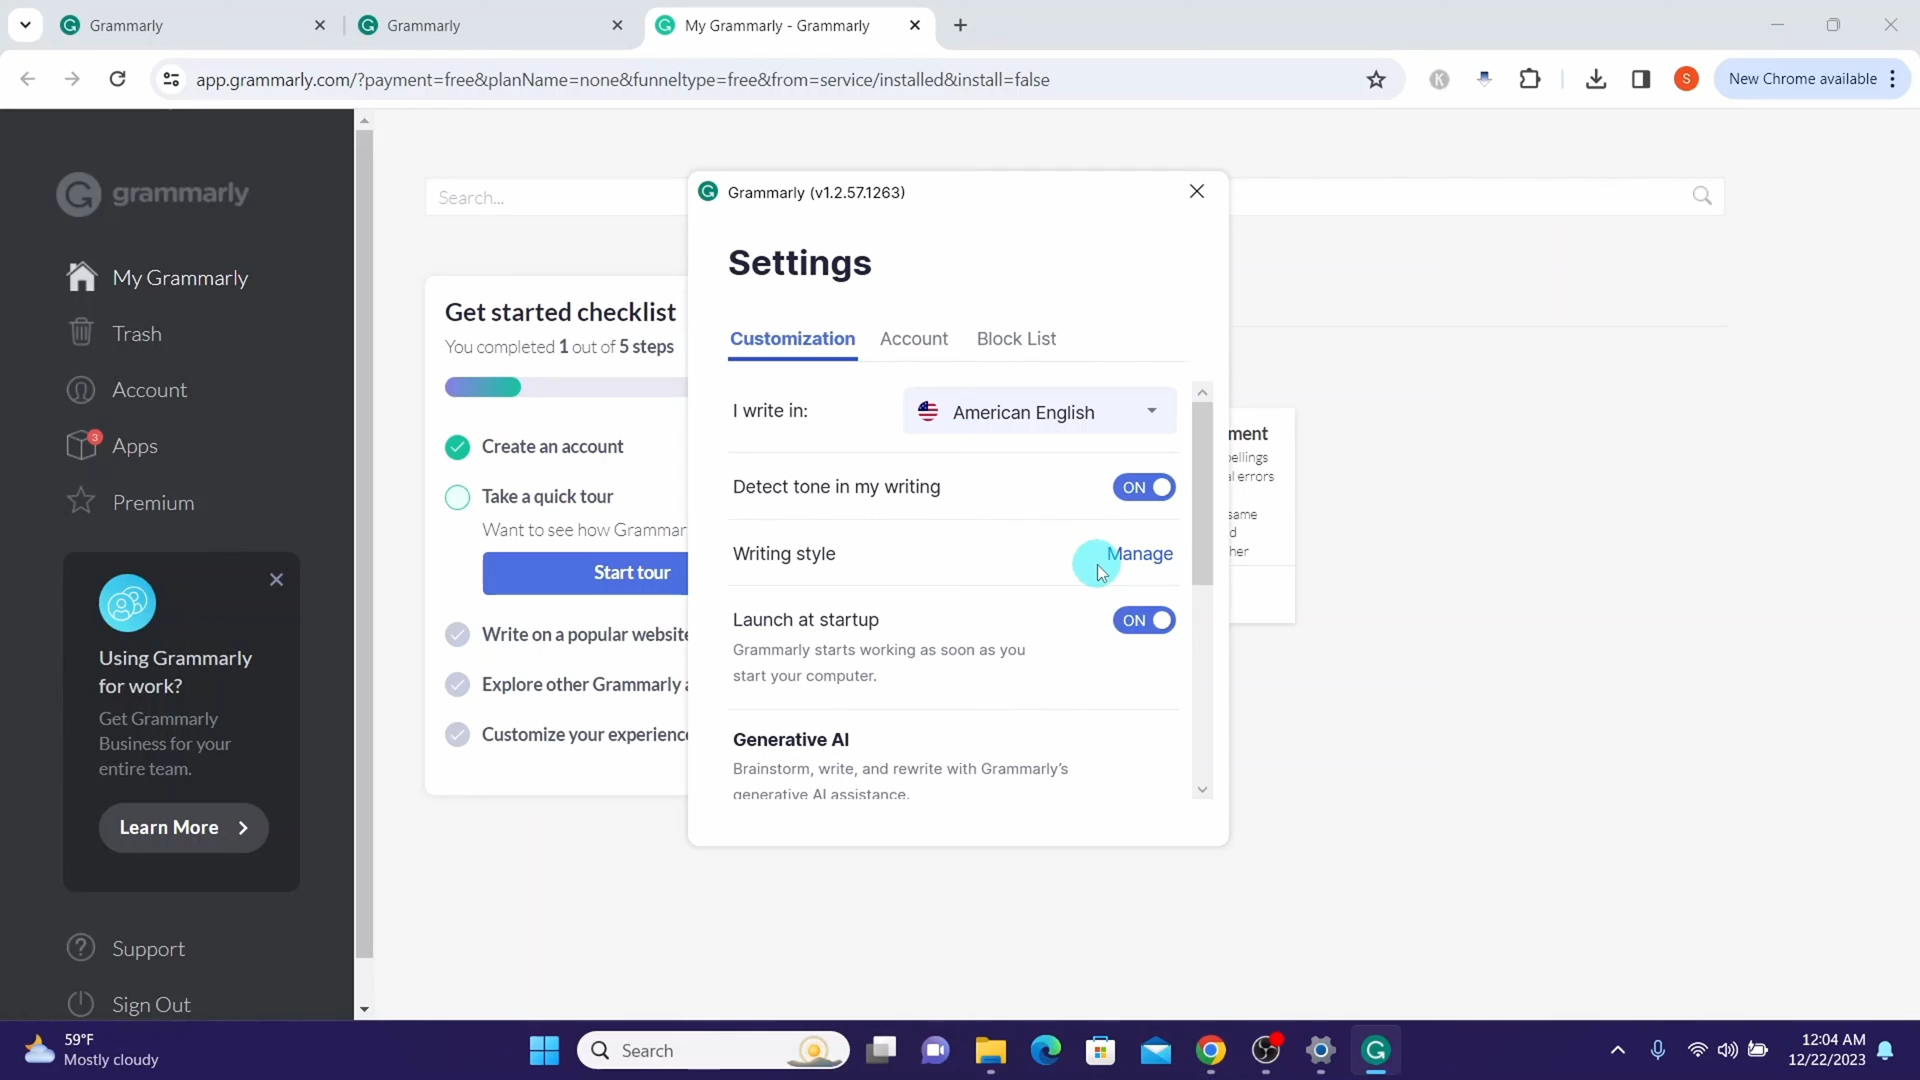 Grammarly
Grammarly
My Grammarly - Grammarly
app.grammarly.com/?payment=free&planName=none&funneltype=free&from=service/installed&install=false
K
S
New Chrome available
grammarly
My Grammarly
Trash
Account
3
Apps
Premium
Using Grammarly
for work?
Get Grammarly
Business for your
entire team.
Learn More
Support
Sign Out
Search...
Get started checklist
You completed 1 out of 5 steps
Create an account
Take a quick tour
Want to see how Grammar
Start tour
Write on a popular website
Explore other Grammarly a
Customize your experience
Grammarly (v1.2.57.1263)
Settings
Customization
Account
Block List
I write in:
American English
Detect tone in my writing
ON
Writing style
Manage
Launch at startup
ON
Grammarly starts working as soon as you
start your computer.
Generative AI
Brainstorm, write, and rewrite with Grammarly's
generative AI assistance.
ment
ellings
al errors
same
d
her
59°F
Mostly cloudy
Search
12:04 AM
12/22/2023